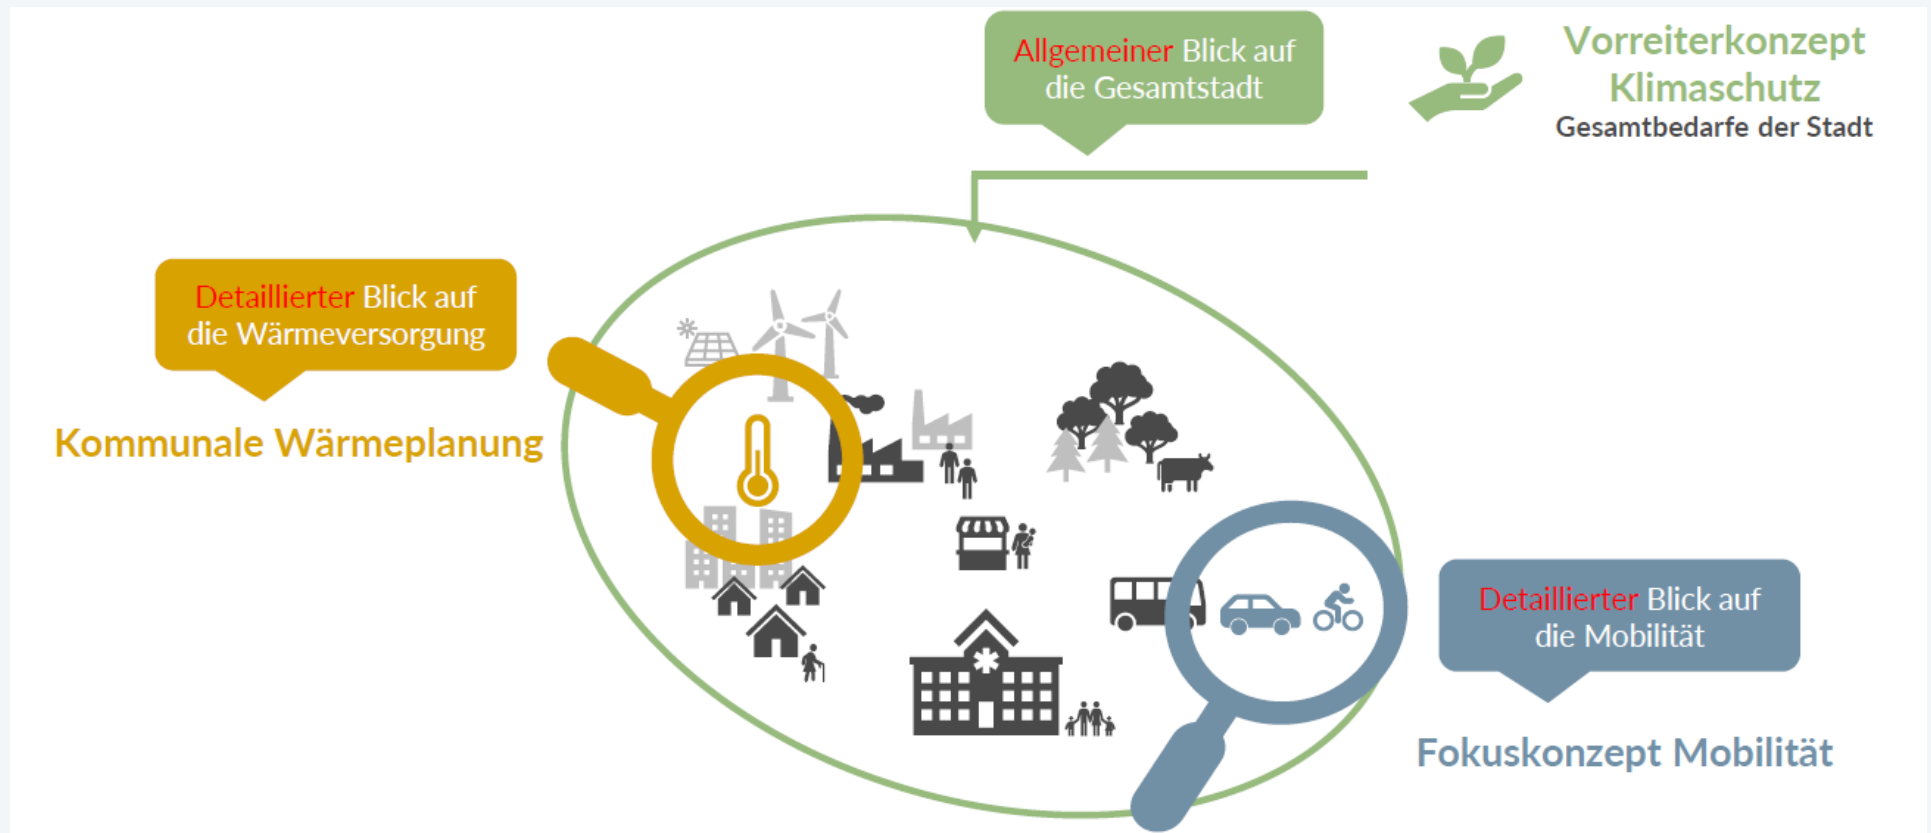 Allgemeiner Blick auf
die Gesamtstadt
Vorreiterkonzept
Klimaschutz
Gesamtbedarfe der Stadt
Detaillierter Blick auf
die Wärmeversorgung
Kommunale Wärmeplanung
Detaillierter Blick auf
die Mobilität
Fokuskonzept Mobilität